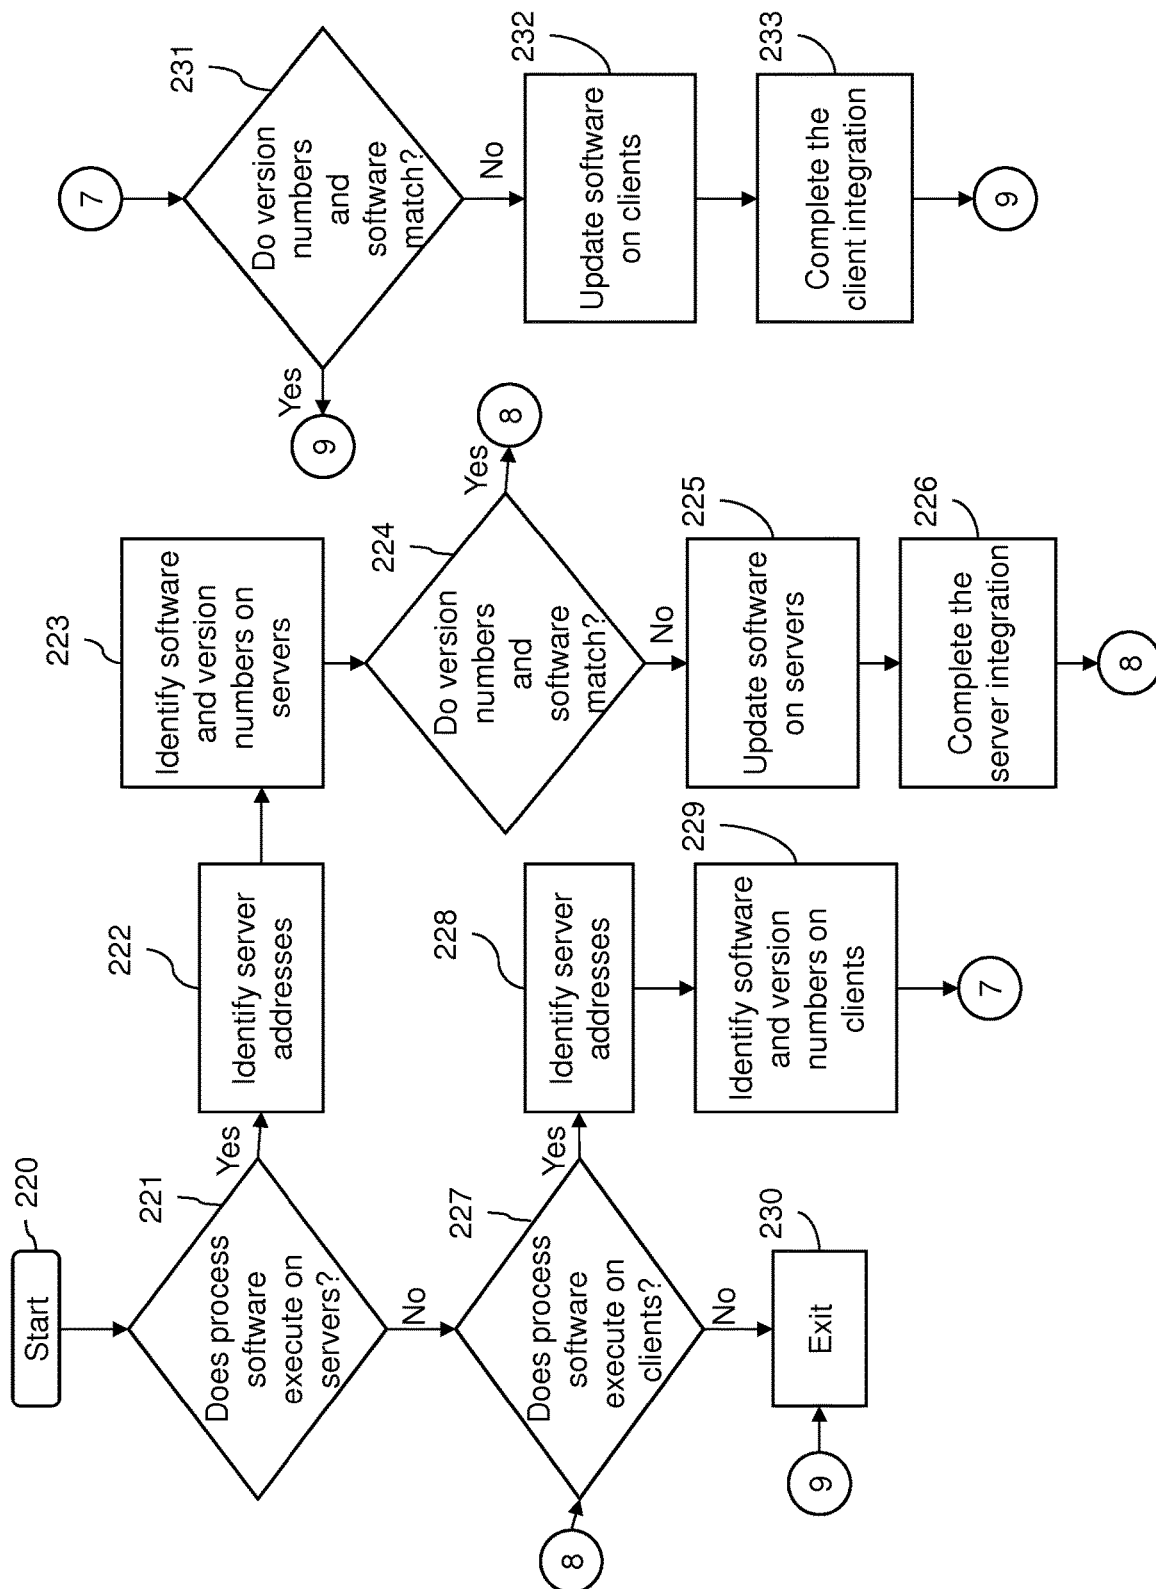 Start
220
Does process
software
execute on
servers?
221
Yes
No
Identify server
addresses
222
Identify software
and version
numbers on
servers
223
Do version
numbers
and
software
match?
224
Yes
8
No
Update software
on servers
225
Complete the
server integration
226
8
8
Does process
software
execute on
clients?
227
Yes
No
Identify server
addresses
228
Identify software
and version
numbers on
clients
229
7
9
Exit
230
7
Do version
numbers
and
software
match?
231
Yes
9
No
Update software
on clients
232
Complete the
client integration
233
9